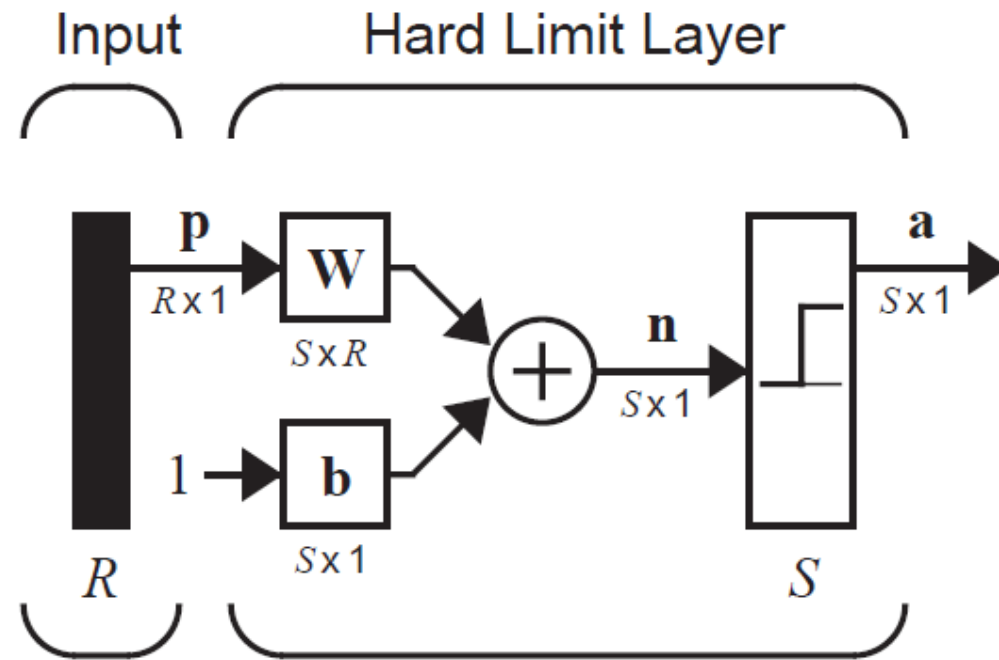 Input Hard Limit Layer
p
R x 1
W
S x R
1
b
S x 1
n
S x 1
a
S x 1
R
S